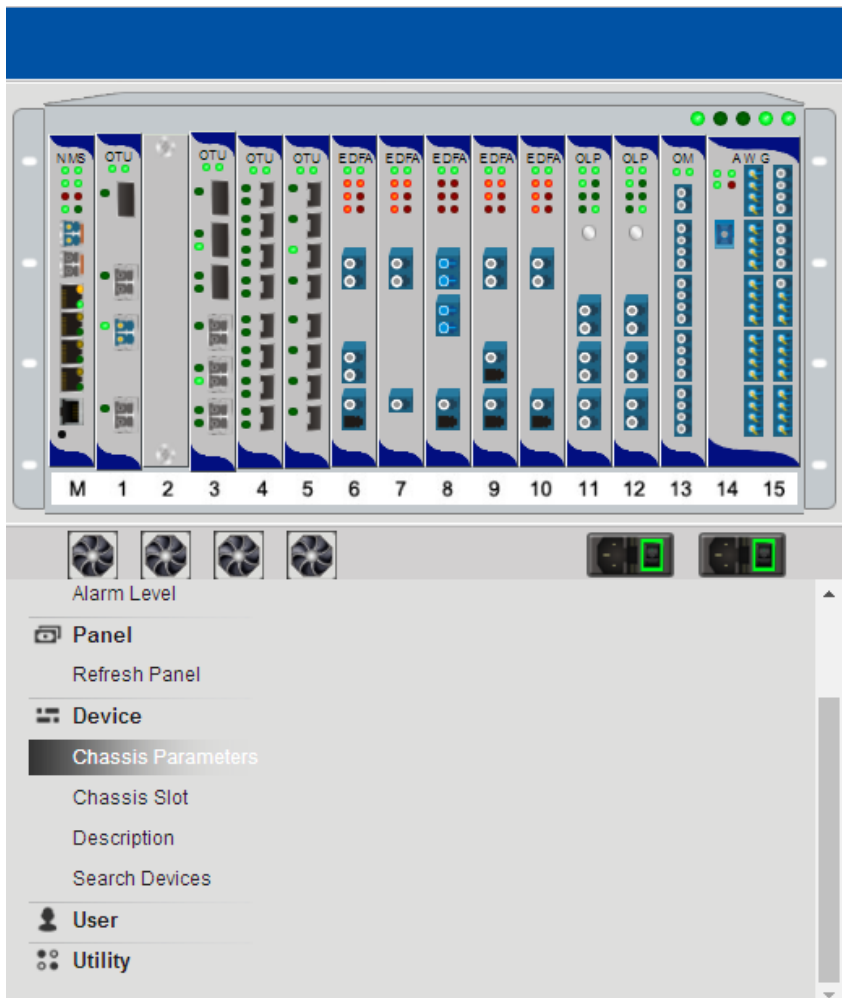 NMS OTU OTU OTU OTU EDFA EDFA EDFA EDFA EDFA OLP OLP OM AWG
M 1 2 3 4 5 6 7 8 9 10 11 12 13 14 15
Alarm Level
Panel
Refresh Panel
Device
Chassis Parameters
Chassis Slot
Description
Search Devices
User
Utility